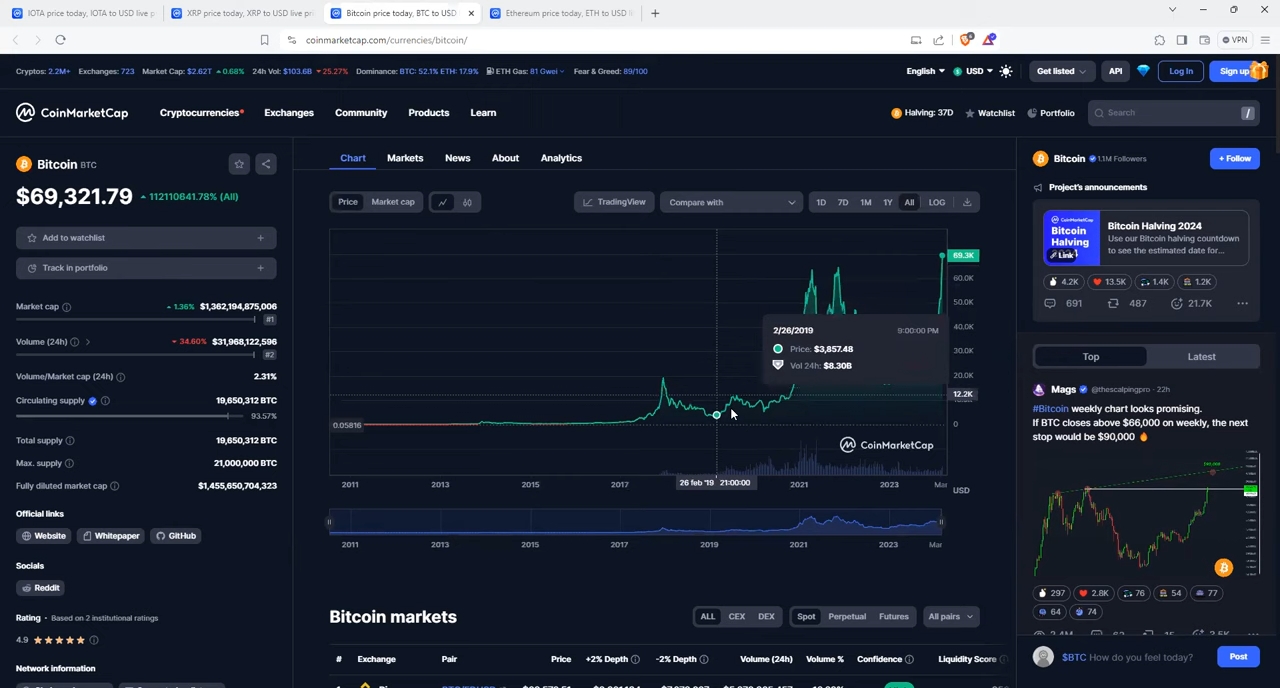 IOTA price today, IOTA to USD live p
XRP price today, XRP to USD live pri
Bitcoin price today, BTC to USD
Ethereum price today, ETH to USD li
coinmarketcap.com/currencies/bitcoin/
VPN
Cryptos: 2.2M+ Exchanges: 723 Market Cap: $2.62T 0.68% 24h Vol: $103.6B 25.27% Dominance: BTC: 52.1% ETH: 17.9% ETH Gas: 81 Gwei Fear & Greed: 89/100
English USD Get listed API Log In Sign up
CoinMarketCap Cryptocurrencies Exchanges Community Products Learn
Halving: 37D Watchlist Portfolio Search /
Bitcoin BTC
$69,321.79 112110641.78% (All)
Add to watchlist +
Track in portfolio +
Market cap 1.36% $1,362,194,875,006
#1
Volume (24h) 34.60% $31,968,122,596
#2
Volume/Market cap (24h) 2.31%
Circulating supply 19,650,312 BTC
93.57%
Total supply 19,650,312 BTC
Max. supply 21,000,000 BTC
Fully diluted market cap $1,455,650,704,323
Official links
Website Whitepaper GitHub
Socials
Reddit
Rating · Based on 2 institutional ratings
4.9
Network information
Chart Markets News About Analytics
Price Market cap TradingView Compare with 1D 7D 1M 1Y All LOG
69.3K
60.0K
50.0K
40.0K
30.0K
20.0K
12.2K
0
0.05816
2/26/2019 9:00:00 PM
Price: $3,857.48
Vol 24h: $8.30B
CoinMarketCap
2011 2013 2015 2017 26 feb '19 21:00:00 2021 2023 Mar
USD
2011 2013 2015 2017 2019 2021 2023 Mar
Bitcoin markets ALL CEX DEX Spot Perpetual Futures All pairs
# Exchange Pair Price +2% Depth -2% Depth Volume (24h) Volume % Confidence Liquidity Score
Bitcoin 1.1M Followers + Follow
Project's announcements
CoinMarketCap
Bitcoin
Halving
Link
Bitcoin Halving 2024
Use our Bitcoin halving countdown
to see the estimated date for...
4.2K 13.5K 1.4K 1.2K
691 487 21.7K
Top Latest
Mags @thescalpingpro · 22h
#Bitcoin weekly chart looks promising.
If BTC closes above $66,000 on weekly, the next
stop would be $90,000
297 2.8K 76 54 77
64 74
$BTC How do you feel today? Post